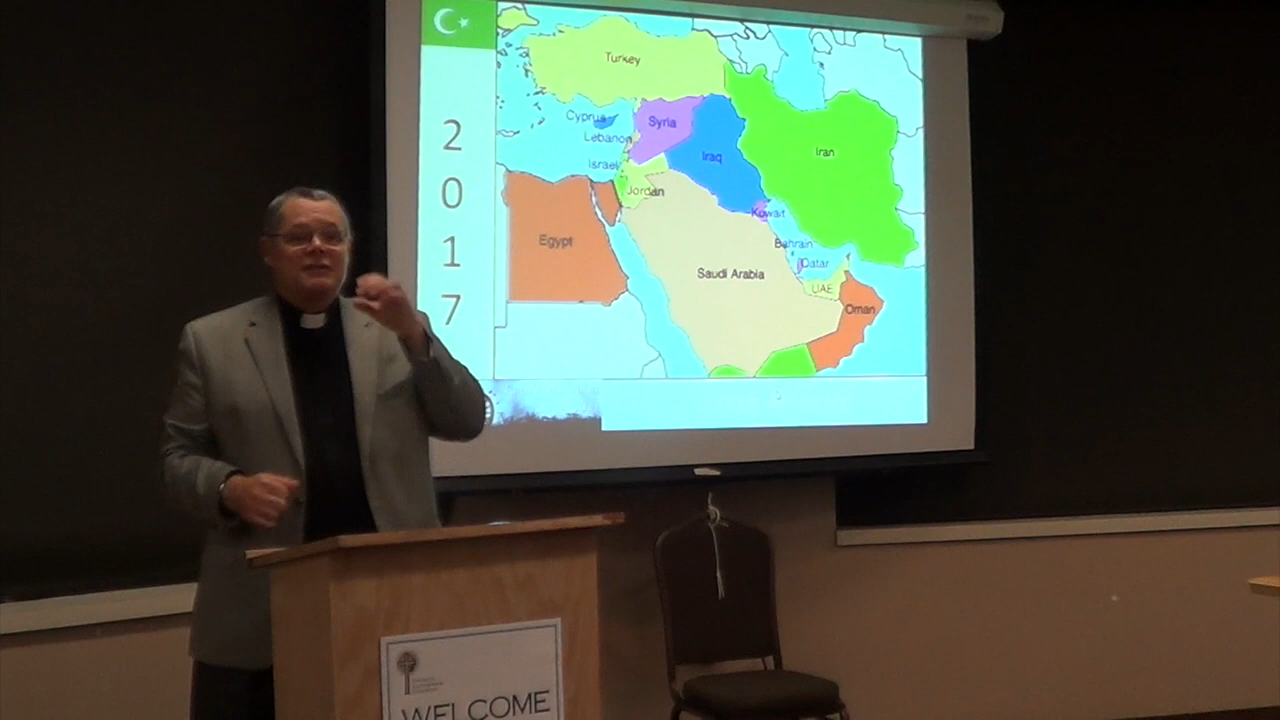 2
0
1
7
Turkey
Cyprus
Syria
Lebanon
Israel
Iraq
Iran
Jordan
Kuwait
Egypt
Bahrain
Qatar
Saudi Arabia
UAE
Oman
WELCOME